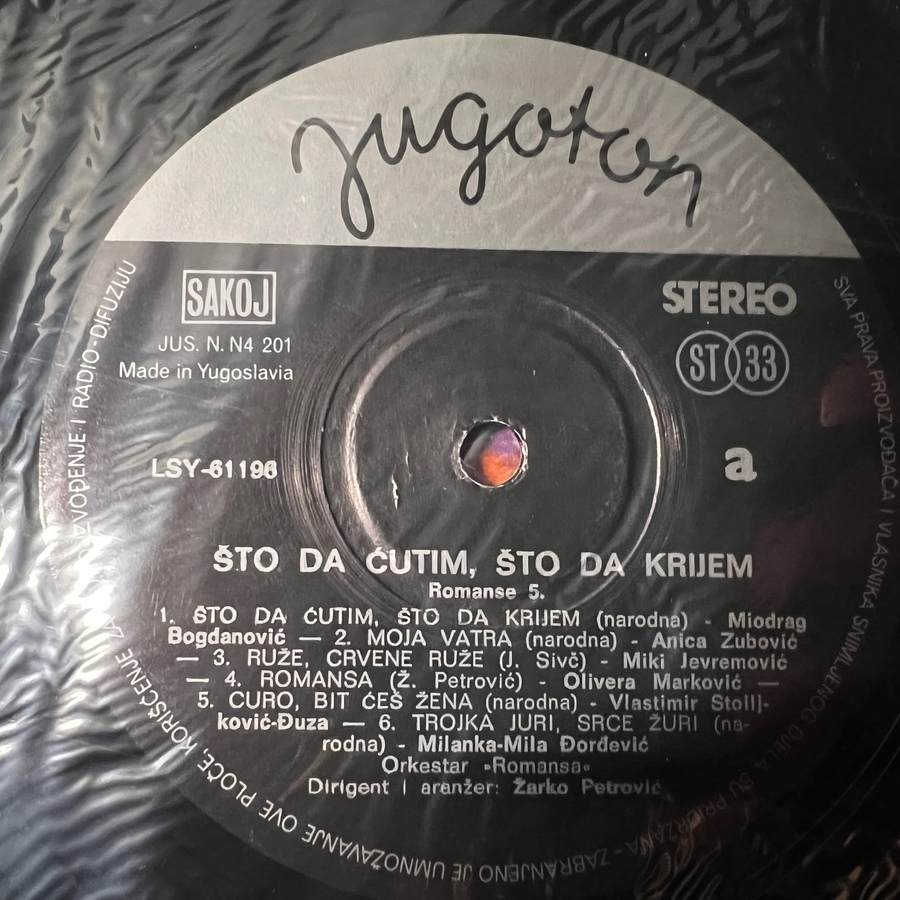 jugoton
SAKOJ
JUS. N. N4 201
Made in Yugoslavia
STEREO
ST 33
LSY-61196
a
ŠTO DA ĆUTIM, ŠTO DA KRIJEM
Romanse 5.
1. ŠTO DA ĆUTIM, ŠTO DA KRIJEM (narodna) - Miodrag
Bogdanović — 2. MOJA VATRA (narodna) - Anica Zubović
— 3. RUŽE, CRVENE RUŽE (J. Sivč) - Miki Jevremović
— 4. ROMANSA (Ž. Petrović) - Olivera Marković —
5. CURO, BIT ĆEŠ ŽENA (narodna) - Vlastimir Stolj-
ković-Đuza — 6. TROJKA JURI, SRCE ŽURI (na-
rodna) - Milanka-Mila Đorđević
Orkestar »Romansa«
Dirigent i aranžer: Žarko Petrović
SVA PRAVA PROIZVOĐAČA I VLASNIKA SNIMLJENOG DJELA SU PRIDRŽANA - ZABRANJENO JE UMNOŽAVANJE OVE PLOČE, KORIŠĆENJE ZA IZVOĐENJE I RADIO-DIFUZIJU